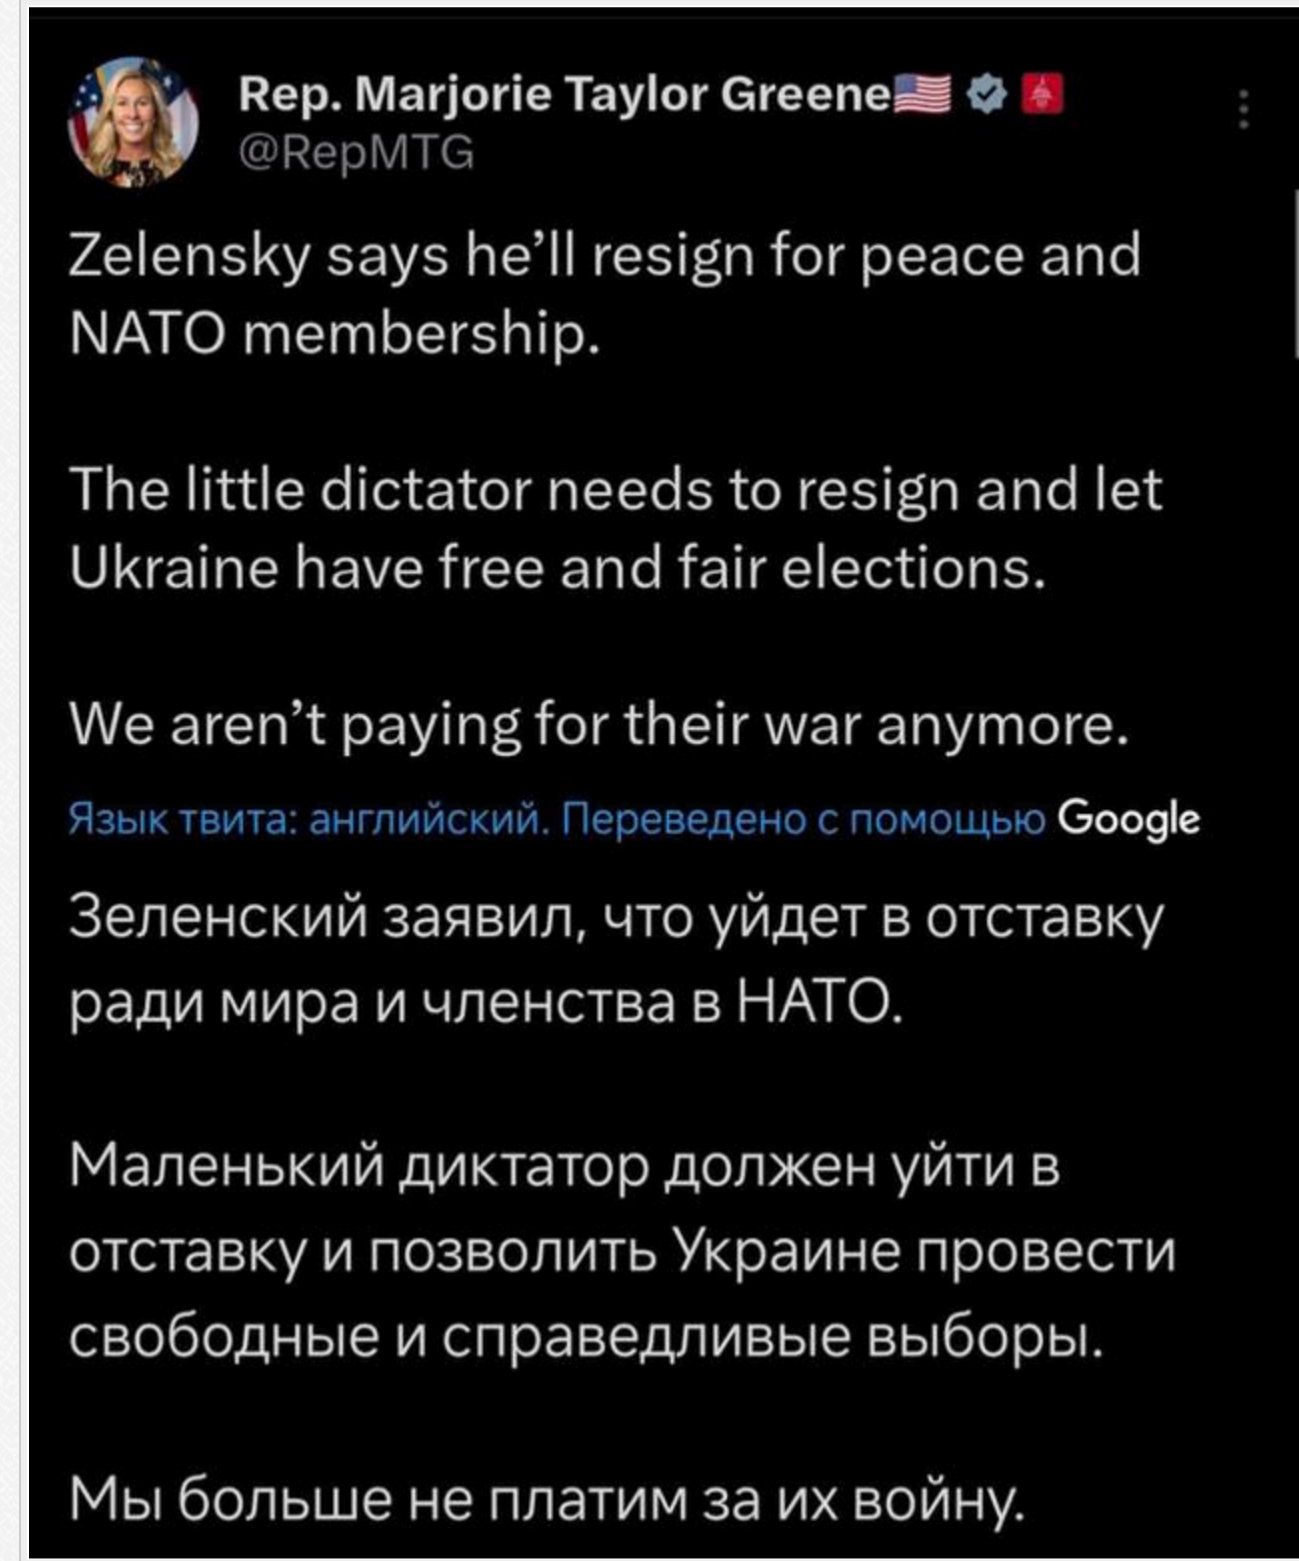 Rep. Marjorie Taylor Greene🇺🇸
@RepMTG
Zelensky says he’ll resign for peace and
NATO membership.
The little dictator needs to resign and let
Ukraine have free and fair elections.
We aren’t paying for their war anymore.
Язык твита: английский. Переведено с помощью Google
Зеленский заявил, что уйдет в отставку
ради мира и членства в НАТО.
Маленький диктатор должен уйти в
отставку и позволить Украине провести
свободные и справедливые выборы.
Мы больше не платим за их войну.